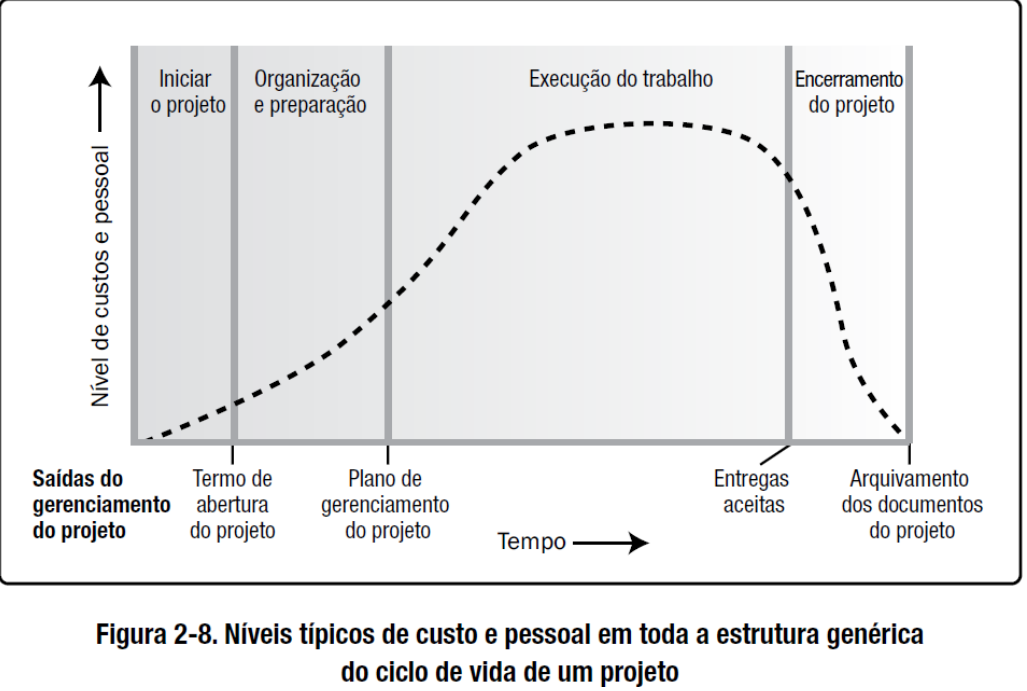 Iniciar
o projeto
Organização
e preparação
Execução do trabalho
Encerramento
do projeto
Nível de custos e pessoal
Saídas do
gerenciamento
do projeto
Termo de
abertura
do projeto
Plano de
gerenciamento
do projeto
Entregas
aceitas
Arquivamento
dos documentos
do projeto
Tempo
Figura 2-8. Níveis típicos de custo e pessoal em toda a estrutura genérica
do ciclo de vida de um projeto